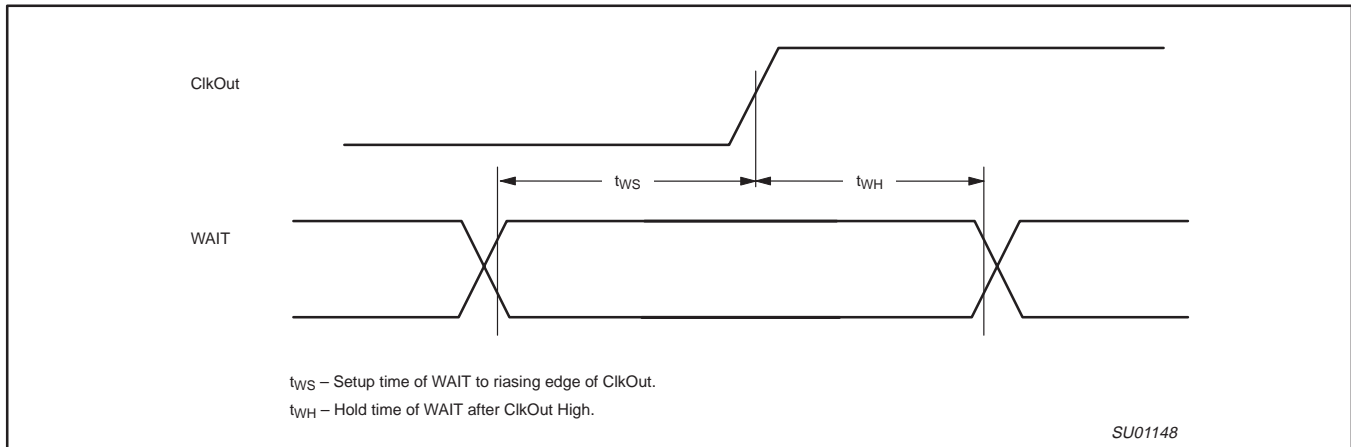 ClkOut
tWS
tWH
WAIT
tWS – Setup time of WAIT to riasing edge of ClkOut.
tWH – Hold time of WAIT after ClkOut High.
SU01148